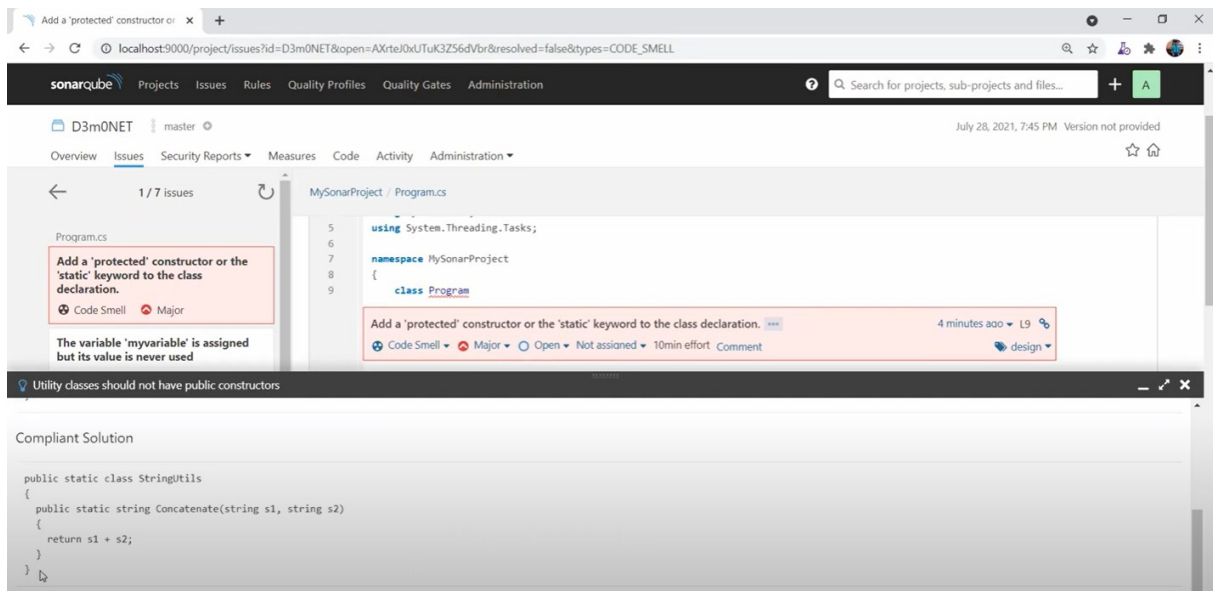 Add a 'protected' constructor or
localhost:9000/project/issues?id=D3m0NET&open=AXrteJ0xUTuK3Z56dVbr&resolved=false&types=CODE_SMELL
sonarqube Projects Issues Rules Quality Profiles Quality Gates Administration Search for projects, sub-projects and files... A
D3m0NET master July 28, 2021, 7:45 PM Version not provided
Overview Issues Security Reports Measures Code Activity Administration
1 / 7 issues MySonarProject / Program.cs
5 using System.Threading.Tasks;
6
7 namespace MySonarProject
8 {
9 class Program
Program.cs
Add a 'protected' constructor or the
'static' keyword to the class
declaration.
Code Smell Major
The variable 'myvariable' is assigned
but its value is never used
Add a 'protected' constructor or the 'static' keyword to the class declaration. ... 4 minutes ago L9
Code Smell Major Open Not assigned 10min effort Comment design
Utility classes should not have public constructors
Compliant Solution
public static class StringUtils
{
public static string Concatenate(string s1, string s2)
{
return s1 + s2;
}
}